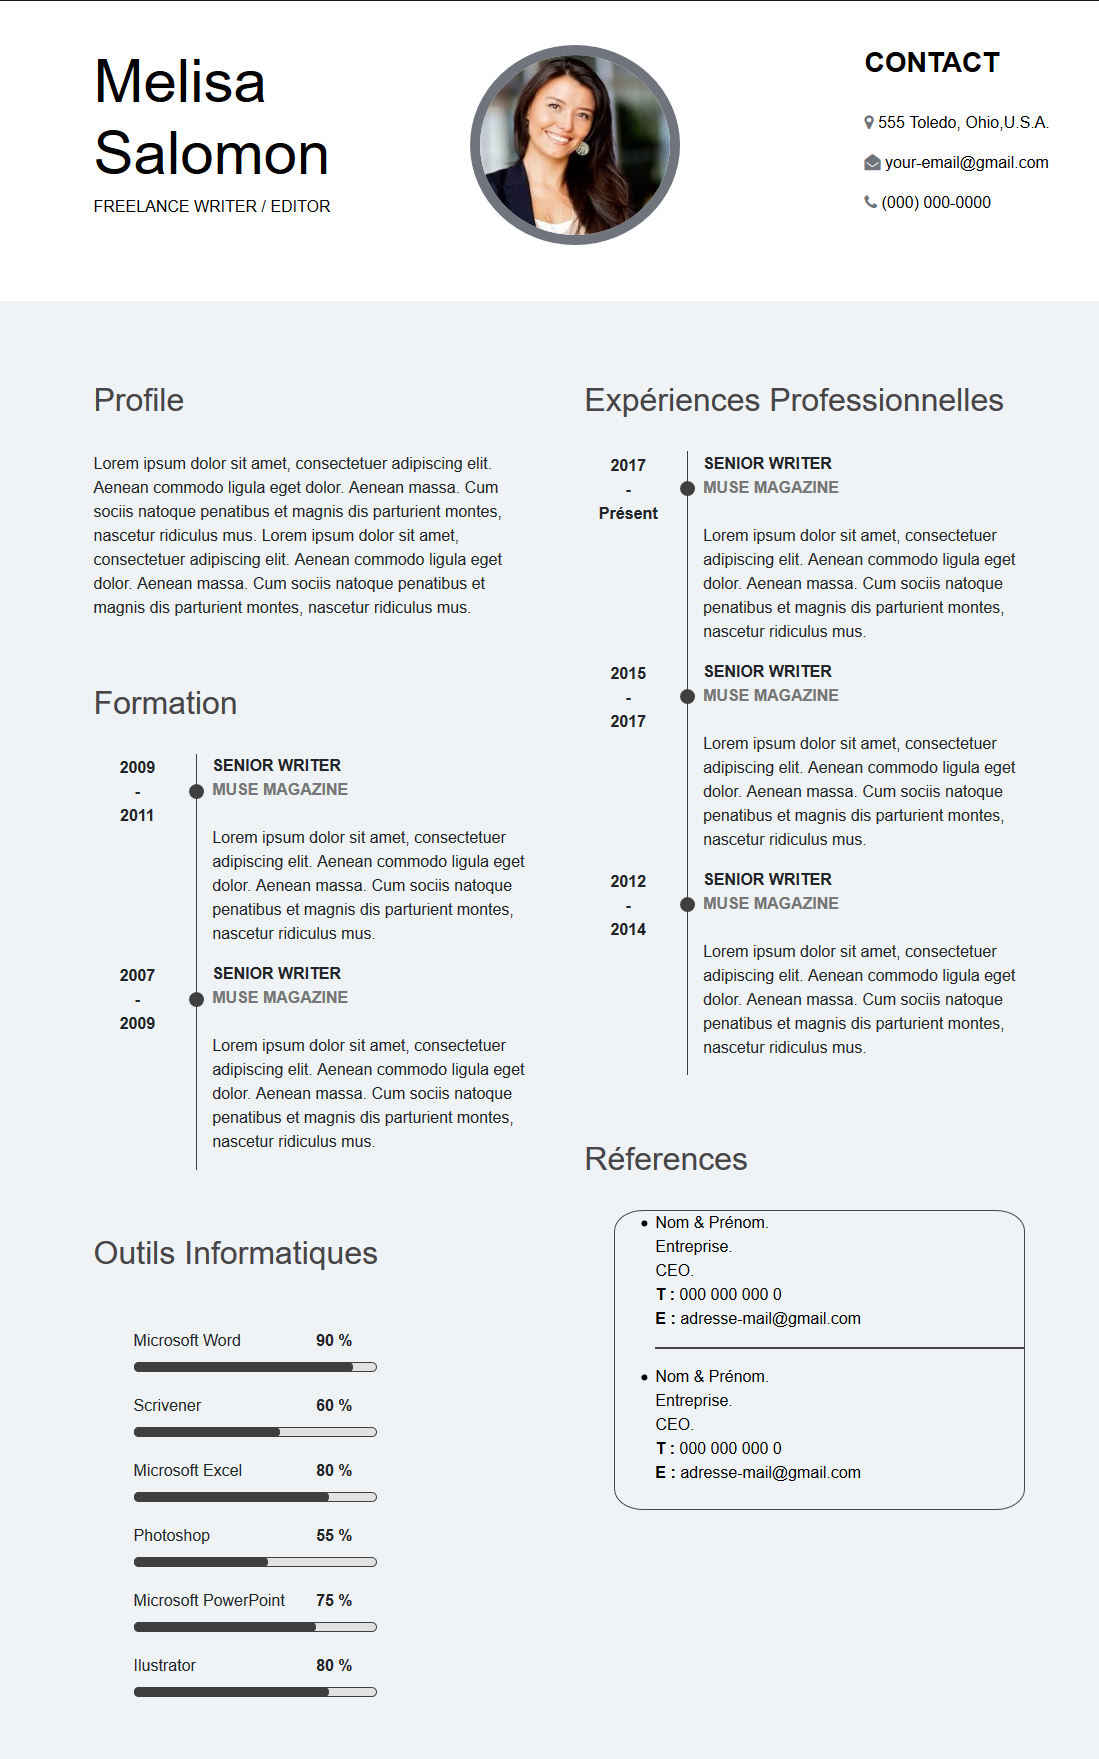 Melisa
Salomon
FREELANCE WRITER / EDITOR
CONTACT
555 Toledo, Ohio,U.S.A.
your-email@gmail.com
(000) 000-0000
Profile
Lorem ipsum dolor sit amet, consectetuer adipiscing elit.
Aenean commodo ligula eget dolor. Aenean massa. Cum
sociis natoque penatibus et magnis dis parturient montes,
nascetur ridiculus mus. Lorem ipsum dolor sit amet,
consectetuer adipiscing elit. Aenean commodo ligula eget
dolor. Aenean massa. Cum sociis natoque penatibus et
magnis dis parturient montes, nascetur ridiculus mus.
Formation
2009
-
2011
SENIOR WRITER
MUSE MAGAZINE
Lorem ipsum dolor sit amet, consectetuer
adipiscing elit. Aenean commodo ligula eget
dolor. Aenean massa. Cum sociis natoque
penatibus et magnis dis parturient montes,
nascetur ridiculus mus.
2007
-
2009
SENIOR WRITER
MUSE MAGAZINE
Lorem ipsum dolor sit amet, consectetuer
adipiscing elit. Aenean commodo ligula eget
dolor. Aenean massa. Cum sociis natoque
penatibus et magnis dis parturient montes,
nascetur ridiculus mus.
Outils Informatiques
Microsoft Word 90 %
Scrivener 60 %
Microsoft Excel 80 %
Photoshop 55 %
Microsoft PowerPoint 75 %
Ilustrator 80 %
Expériences Professionnelles
2017
-
Présent
SENIOR WRITER
MUSE MAGAZINE
Lorem ipsum dolor sit amet, consectetuer
adipiscing elit. Aenean commodo ligula eget
dolor. Aenean massa. Cum sociis natoque
penatibus et magnis dis parturient montes,
nascetur ridiculus mus.
2015
-
2017
SENIOR WRITER
MUSE MAGAZINE
Lorem ipsum dolor sit amet, consectetuer
adipiscing elit. Aenean commodo ligula eget
dolor. Aenean massa. Cum sociis natoque
penatibus et magnis dis parturient montes,
nascetur ridiculus mus.
2012
-
2014
SENIOR WRITER
MUSE MAGAZINE
Lorem ipsum dolor sit amet, consectetuer
adipiscing elit. Aenean commodo ligula eget
dolor. Aenean massa. Cum sociis natoque
penatibus et magnis dis parturient montes,
nascetur ridiculus mus.
Réferences
• Nom & Prénom.
Entreprise.
CEO.
T : 000 000 000 0
E : adresse-mail@gmail.com
• Nom & Prénom.
Entreprise.
CEO.
T : 000 000 000 0
E : adresse-mail@gmail.com